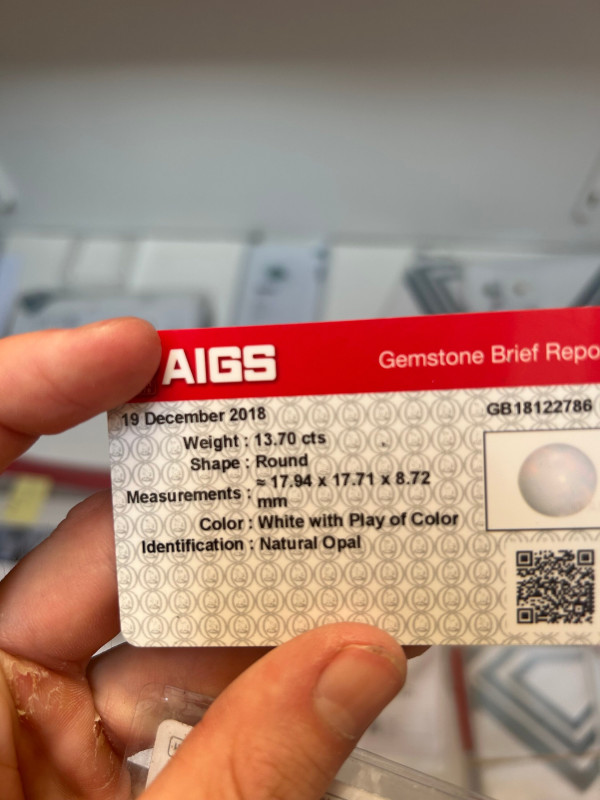 AIGS
Gemstone Brief Repo
19 December 2018
GB18122786
Weight : 13.70 cts
Shape : Round
Measurements : ≈ 17.94 x 17.71 x 8.72
mm
Color : White with Play of Color
Identification : Natural Opal